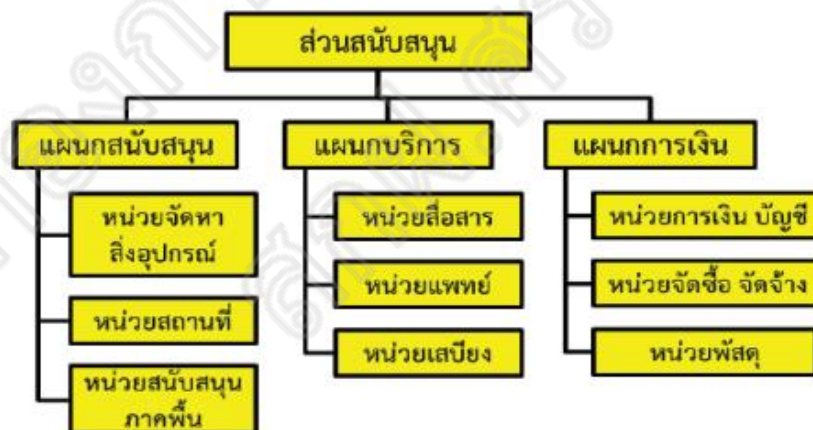 ส่วนสนับสนุน
แผนกสนับสนุน
แผนกบริการ
แผนกการเงิน
หน่วยจัดหา
สิ่งอุปกรณ์
หน่วยสถานที่
หน่วยสนับสนุน
ภาคพื้น
หน่วยสื่อสาร
หน่วยแพทย์
หน่วยเสบียง
หน่วยการเงิน บัญชี
หน่วยจัดซื้อ จัดจ้าง
หน่วยพัสดุ